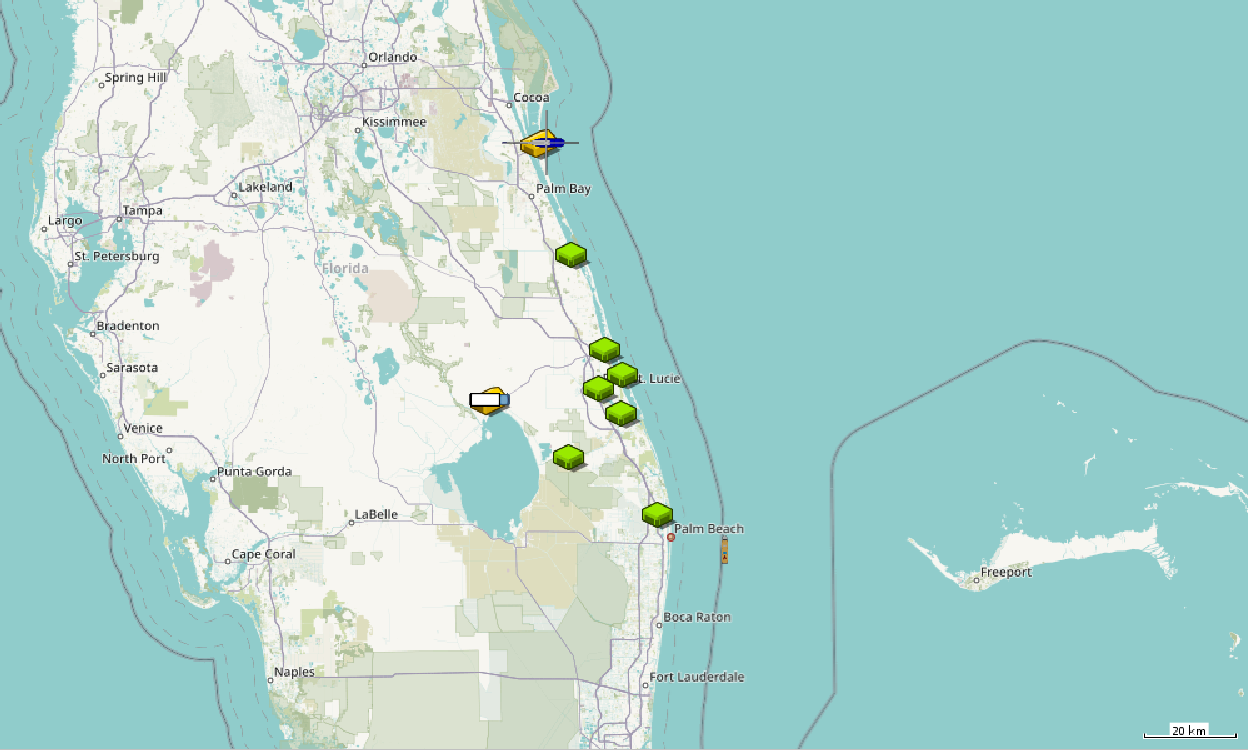 Orlando
Spring Hill
Cocoa
Kissimmee
Lakeland
Palm Bay
Tampa
Largo
St. Petersburg
Florida
Bradenton
Sarasota
t. Lucie
Venice
North Port
Punta Gorda
LaBelle
Palm Beach
Cape Coral
Freeport
Boca Raton
Naples
Fort Lauderdale
20 km